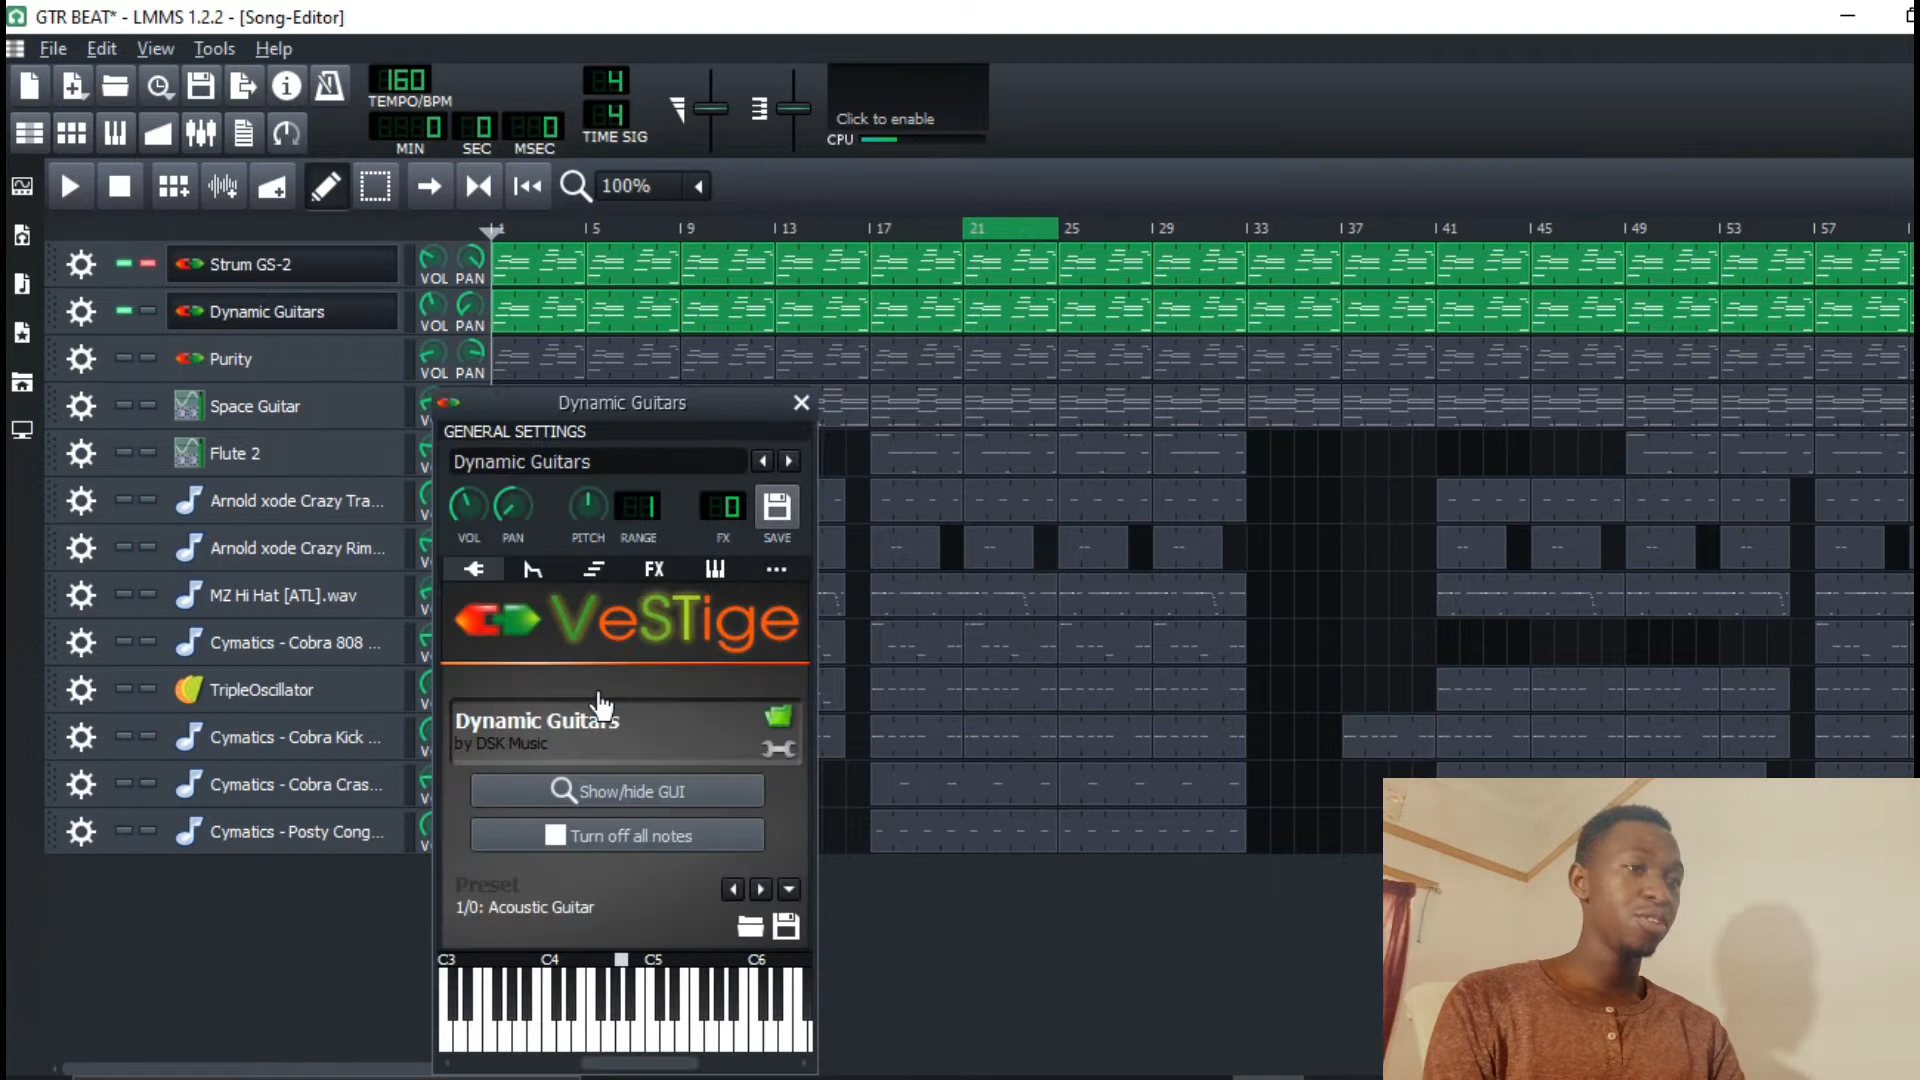 GTR BEAT* - LMMS 1.2.2 - [Song-Editor]
File Edit View Tools Help
160
TEMPO/BPM
0 0 0
MIN SEC MSEC
4
4
TIME SIG
Click to enable
CPU
100%
1 5 9 13 17 21 25 29 33 37 41 45 49 53 57
Strum GS-2
VOL PAN
Dynamic Guitars
VOL PAN
Purity
VOL PAN
Space Guitar
Flute 2
Arnold xode Crazy Tra...
Arnold xode Crazy Rim...
MZ Hi Hat [ATL].wav
Cymatics - Cobra 808 ...
TripleOscillator
Cymatics - Cobra Kick ...
Cymatics - Cobra Cras...
Cymatics - Posty Cong...
Dynamic Guitars
GENERAL SETTINGS
Dynamic Guitars
1 0
VOL PAN PITCH RANGE FX SAVE
FX
VeSTige
Dynamic Guitars
by DSK Music
Show/hide GUI
Turn off all notes
Preset
1/0: Acoustic Guitar
C3 C4 C5 C6